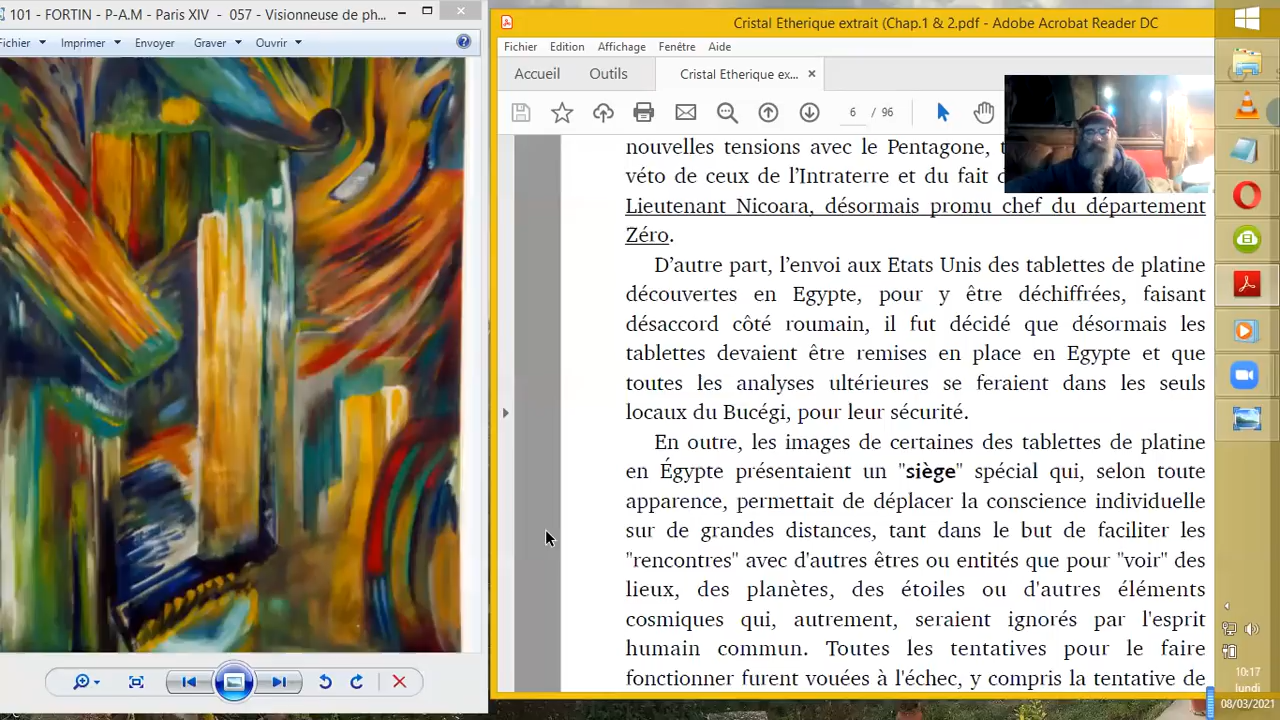 101 - FORTIN - P-A.M - Paris XIV - 057 - Visionneuse de ph...
Fichier Imprimer Envoyer Graver Ouvrir
Cristal Etherique extrait (Chap.1 & 2.pdf - Adobe Acrobat Reader DC
Fichier Edition Affichage Fenêtre Aide
Accueil Outils Cristal Etherique ex... ×
6 / 96
nouvelles tensions avec le Pentagone,
véto de ceux de l'Intraterre et du fait
Lieutenant Nicoara, désormais promu chef du département
Zéro.
D'autre part, l'envoi aux Etats Unis des tablettes de platine
découvertes en Egypte, pour y être déchiffrées, faisant
désaccord côté roumain, il fut décidé que désormais les
tablettes devaient être remises en place en Egypte et que
toutes les analyses ultérieures se feraient dans les seuls
locaux du Bucégi, pour leur sécurité.
En outre, les images de certaines des tablettes de platine
en Égypte présentaient un "siège" spécial qui, selon toute
apparence, permettait de déplacer la conscience individuelle
sur de grandes distances, tant dans le but de faciliter les
"rencontres" avec d'autres êtres ou entités que pour "voir" des
lieux, des planètes, des étoiles ou d'autres éléments
cosmiques qui, autrement, seraient ignorés par l'esprit
humain commun. Toutes les tentatives pour le faire
fonctionner furent vouées à l'échec, y compris la tentative de
10:17
lundi
08/03/2021